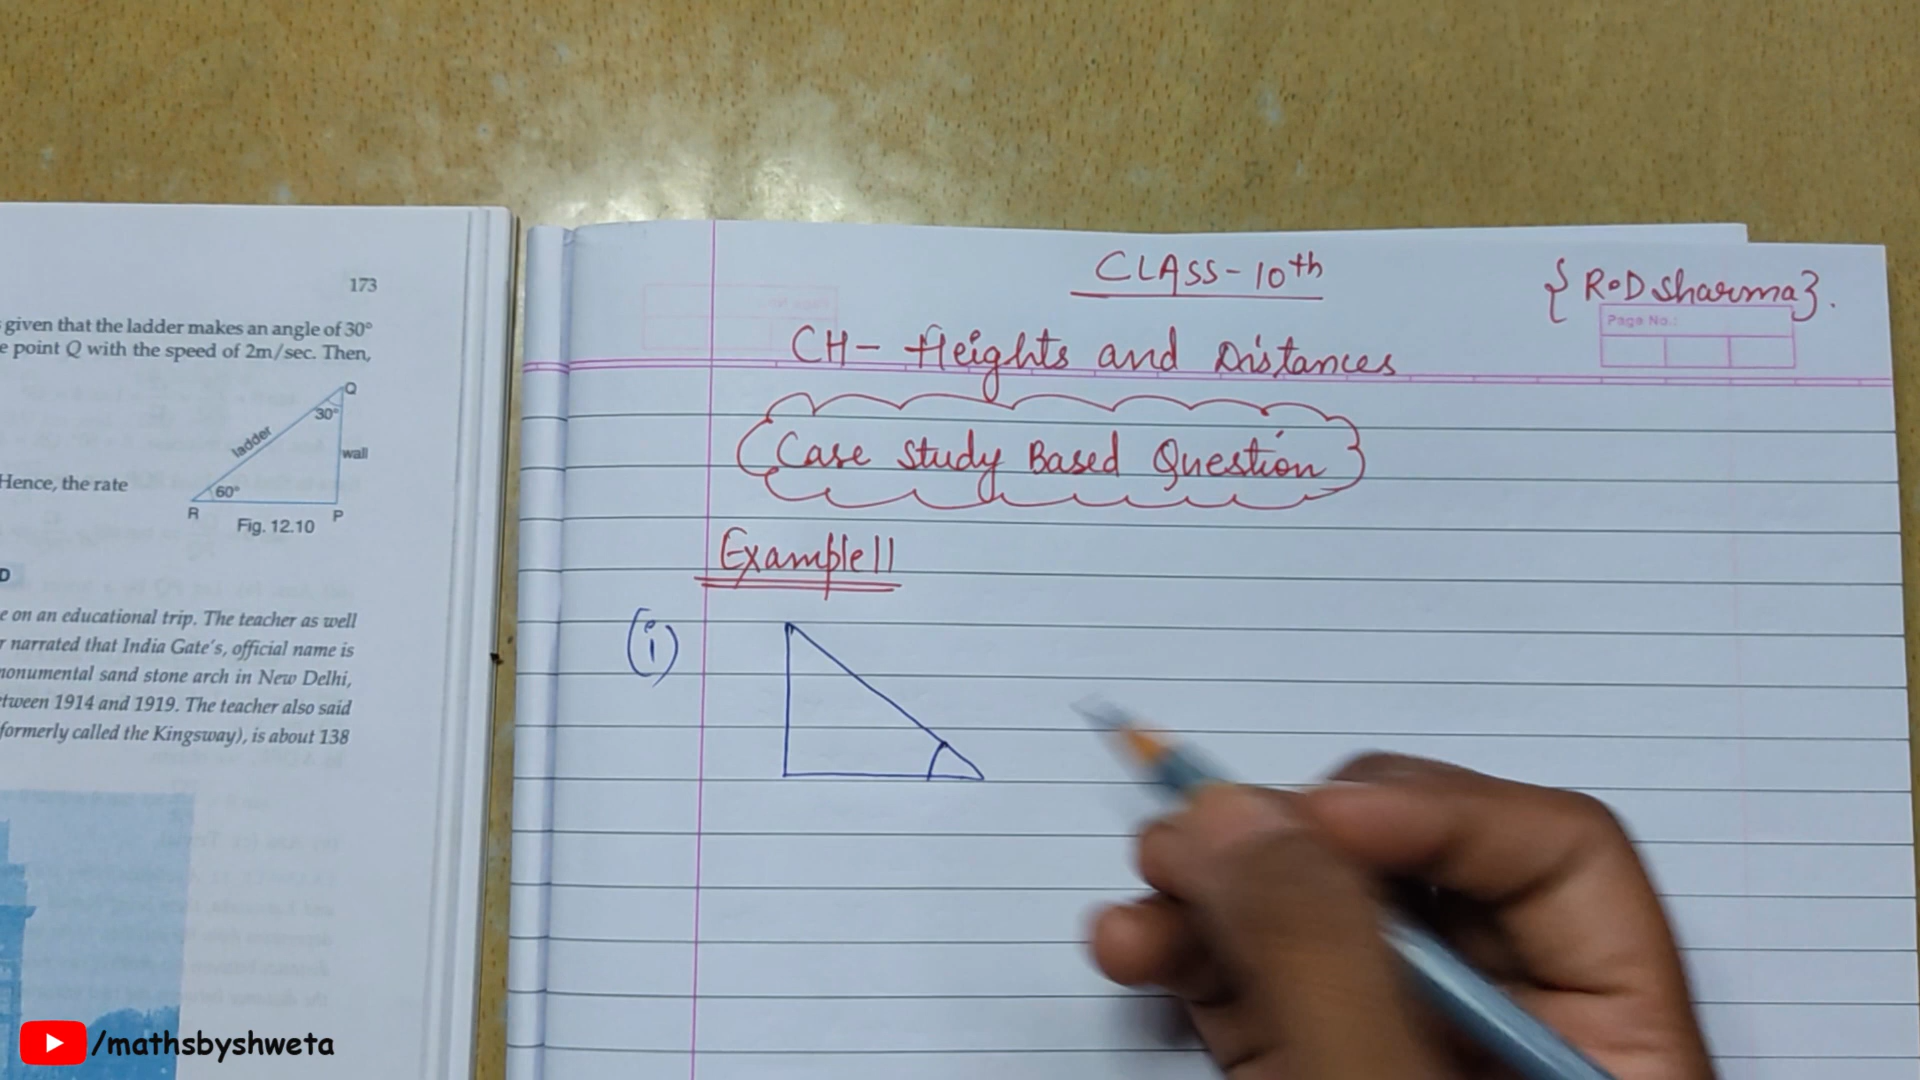 173
given that the ladder makes an angle of 30°
point Q with the speed of 2m/sec. Then,
Q
30°
ladder
wall
Hence, the rate
60°
R
P
Fig. 12.10
D
e on an educational trip. The teacher as well
r narrated that India Gate's, official name is
monumental sand stone arch in New Delhi,
etween 1914 and 1919. The teacher also said
formerly called the Kingsway), is about 138
CLASS-10th
{R.D Sharma}.
Page No.:
CH- Heights and Distances
Case Study Based Question
Example 11
(i)
/mathsbyshweta